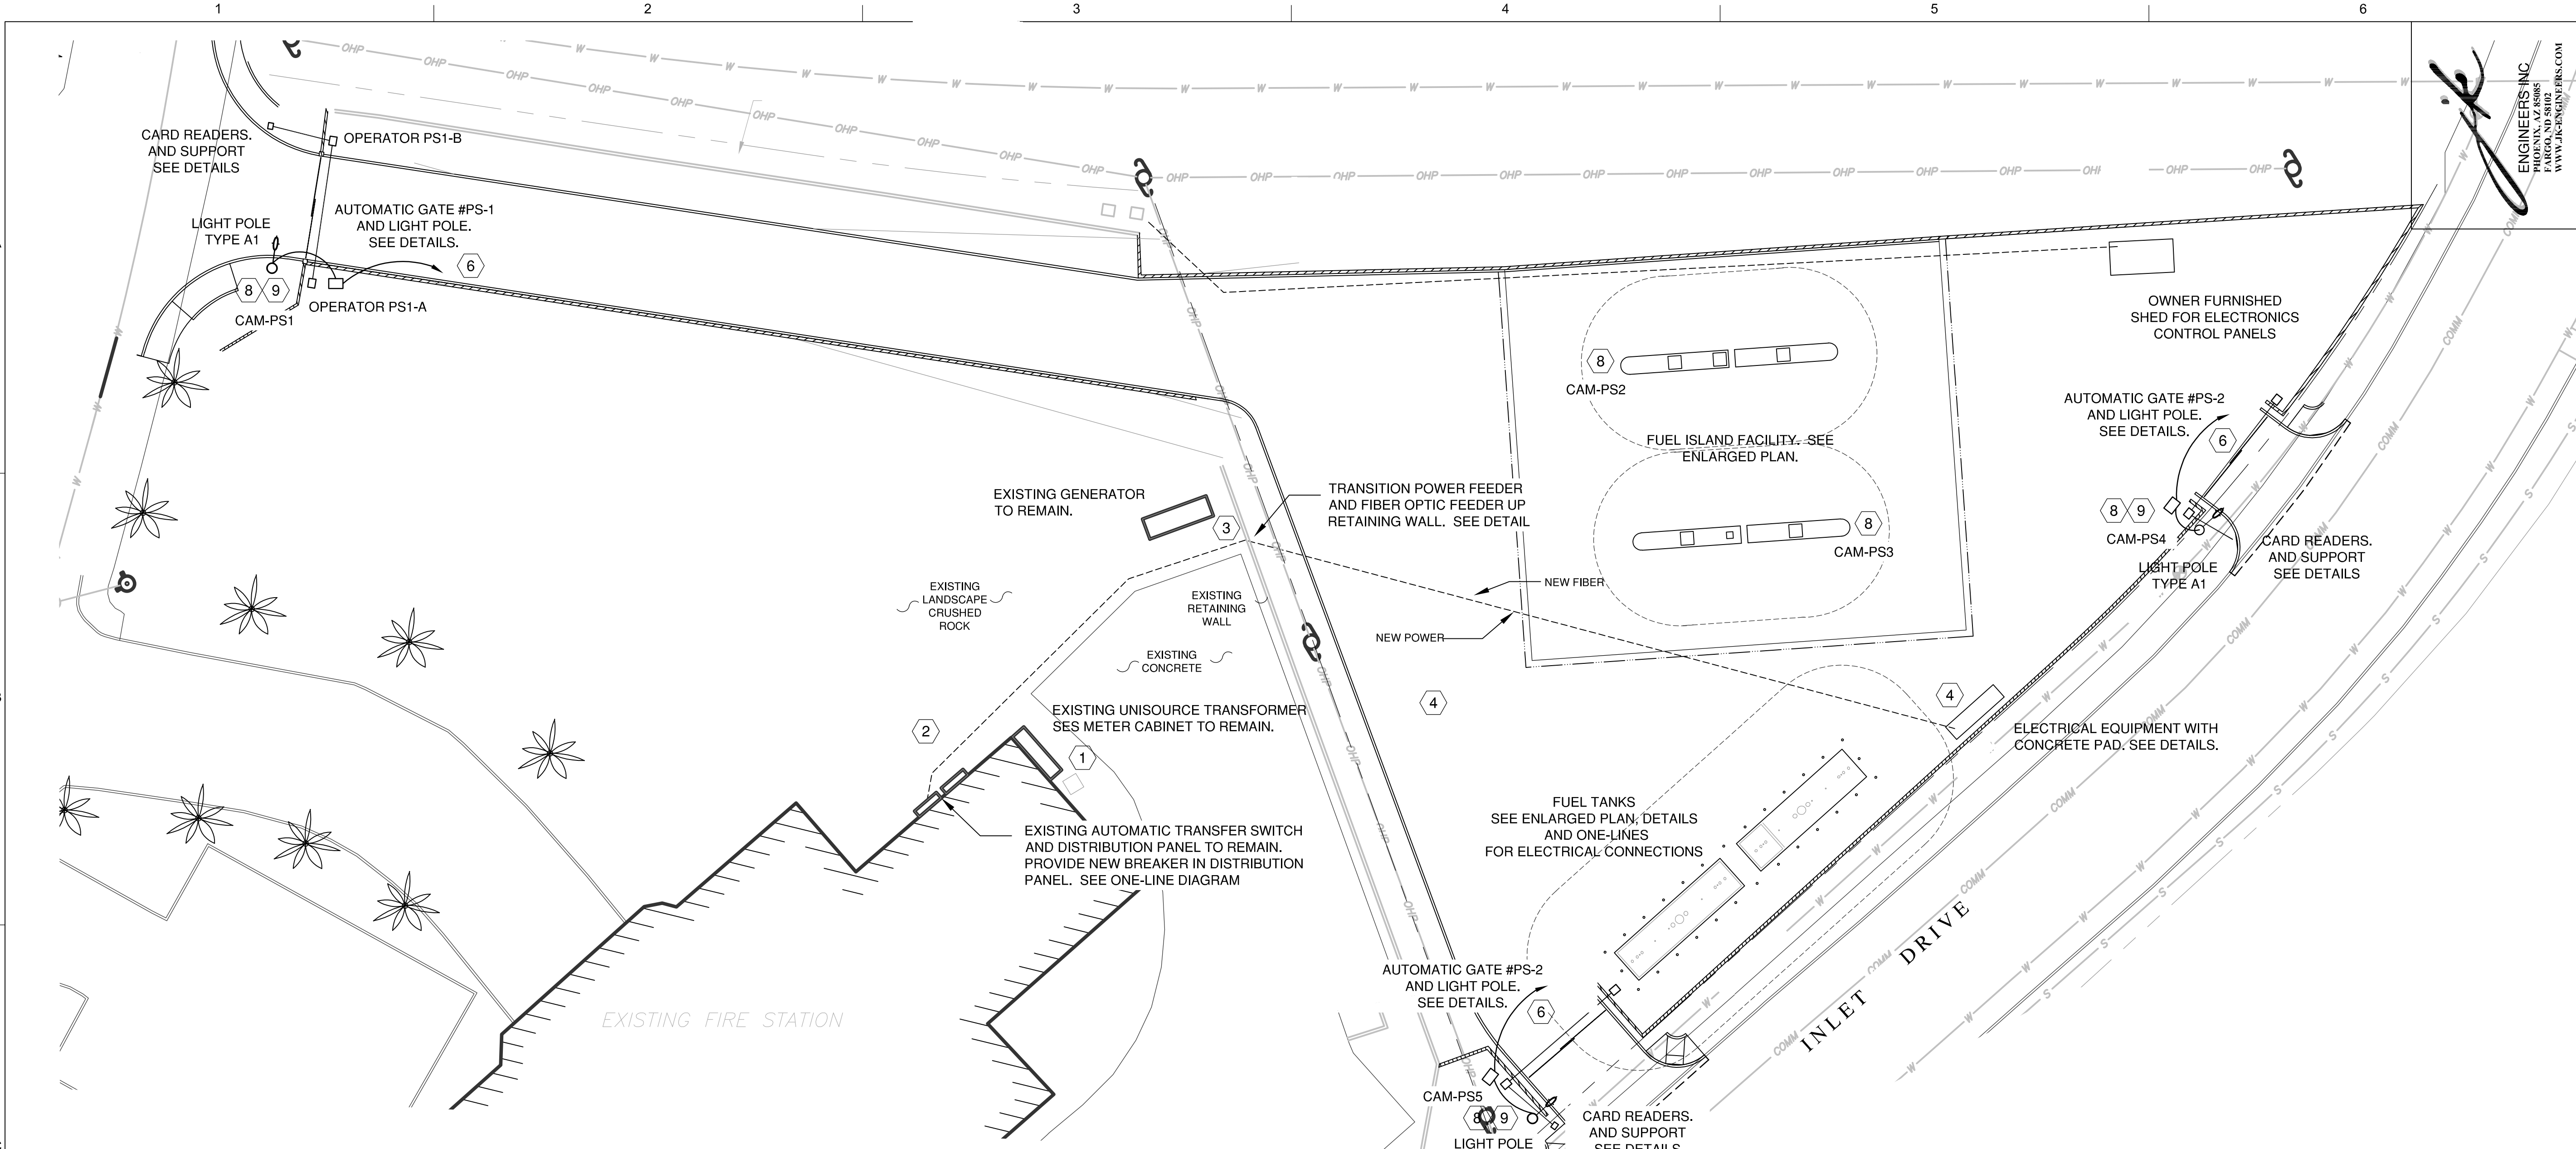 1
2
3
4
5
6
ENGINEERS INC
PHOENIX, AZ 85085
FARGO, ND 58102
WWW.JK-ENGINEERS.COM
CARD READERS.
AND SUPPORT
SEE DETAILS
OPERATOR PS1-B
LIGHT POLE
TYPE A1
AUTOMATIC GATE #PS-1
AND LIGHT POLE.
SEE DETAILS.
6
8 9
CAM-PS1
OPERATOR PS1-A
OWNER FURNISHED
SHED FOR ELECTRONICS
CONTROL PANELS
8
CAM-PS2
FUEL ISLAND FACILITY.  SEE
ENLARGED PLAN.
8
CAM-PS3
AUTOMATIC GATE #PS-2
AND LIGHT POLE.
SEE DETAILS.
6
8 9
CAM-PS4
LIGHT POLE
TYPE A1
CARD READERS.
AND SUPPORT
SEE DETAILS
EXISTING GENERATOR
TO REMAIN.
3
TRANSITION POWER FEEDER
AND FIBER OPTIC FEEDER UP
RETAINING WALL.  SEE DETAIL
NEW FIBER
NEW POWER
EXISTING
LANDSCAPE
CRUSHED
ROCK
EXISTING
RETAINING
WALL
EXISTING
CONCRETE
4
4
EXISTING UNISOURCE TRANSFORMER
SES METER CABINET TO REMAIN.
2
1
ELECTRICAL EQUIPMENT WITH
CONCRETE PAD. SEE DETAILS.
FUEL TANKS
SEE ENLARGED PLAN, DETAILS
AND ONE-LINES
FOR ELECTRICAL CONNECTIONS
EXISTING AUTOMATIC TRANSFER SWITCH
AND DISTRIBUTION PANEL TO REMAIN.
PROVIDE NEW BREAKER IN DISTRIBUTION
PANEL.  SEE ONE-LINE DIAGRAM
EXISTING FIRE STATION
AUTOMATIC GATE #PS-2
AND LIGHT POLE.
SEE DETAILS.
6
INLET DRIVE
CAM-PS5
8 9
LIGHT POLE
CARD READERS.
AND SUPPORT
SEE DETAILS
OHP
W
COMM
S